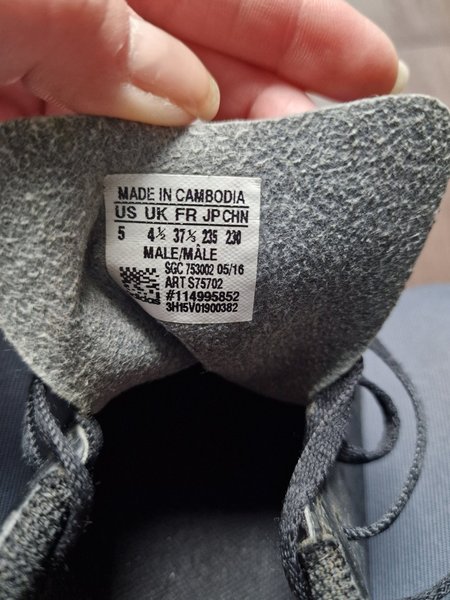 MADE IN CAMBODIA
US UK FR JP CHN
5 4½ 37⅓ 235 230
MALE/MÂLE
SGC 753002 05/16
ART S75702
#114995852
3H15V01900382